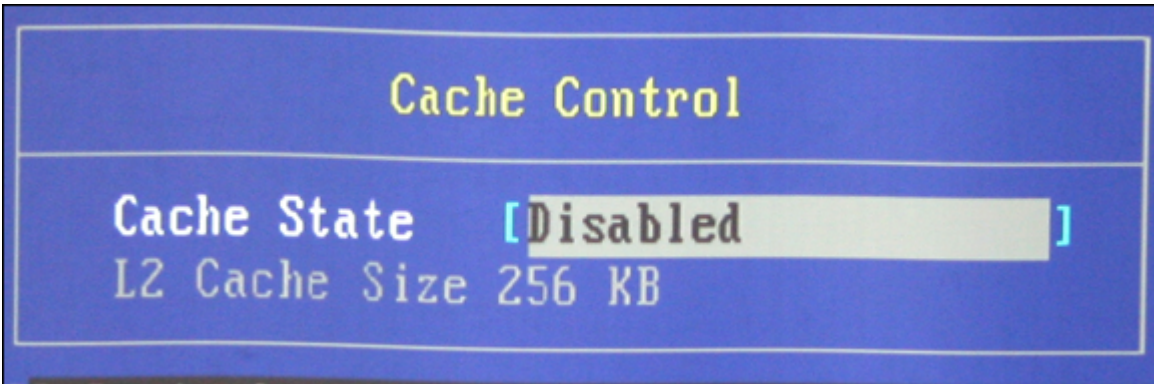 Cache Control
Cache State [Disabled]
L2 Cache Size 256 KB